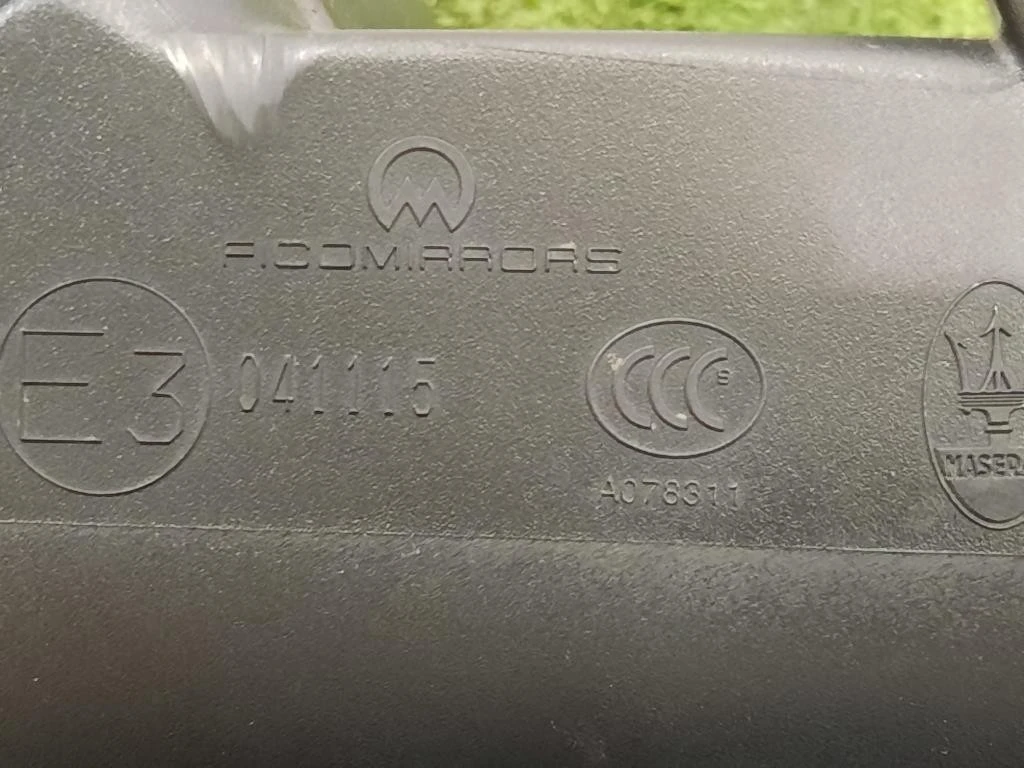 FICOMIRRORS
E3 041115
CCC S
A078311
MASERA